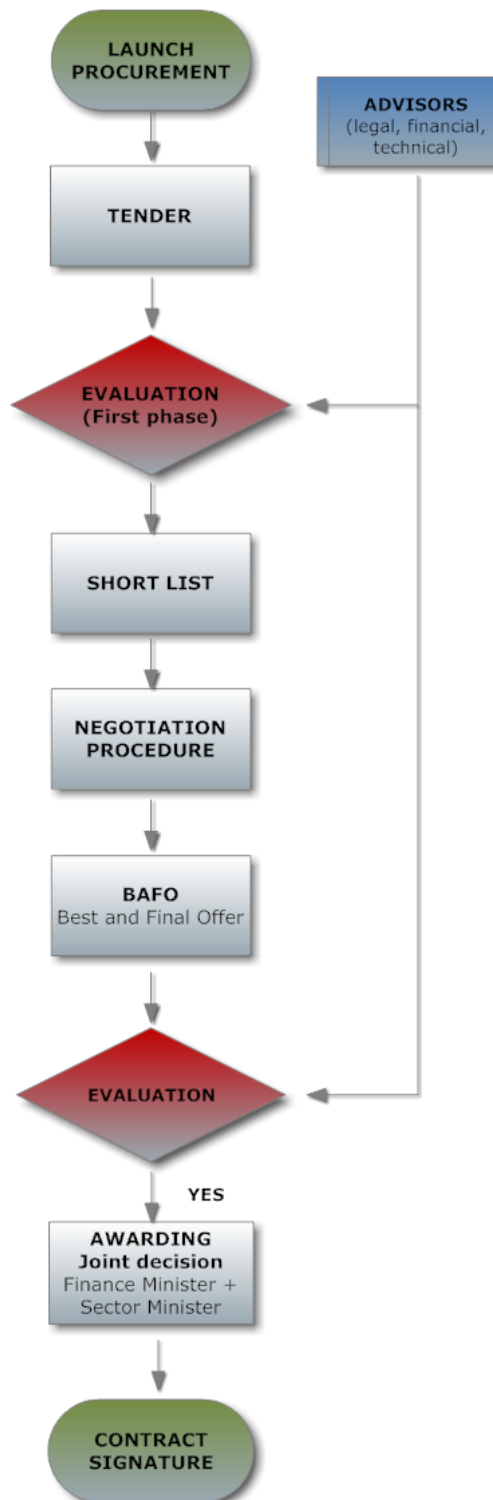 LAUNCH
PROCUREMENT
ADVISORS
(legal, financial,
technical)
TENDER
EVALUATION
(First phase)
SHORT LIST
NEGOTIATION
PROCEDURE
BAFO
Best and Final Offer
EVALUATION
YES
AWARDING
Joint decision
Finance Minister +
Sector Minister
CONTRACT
SIGNATURE